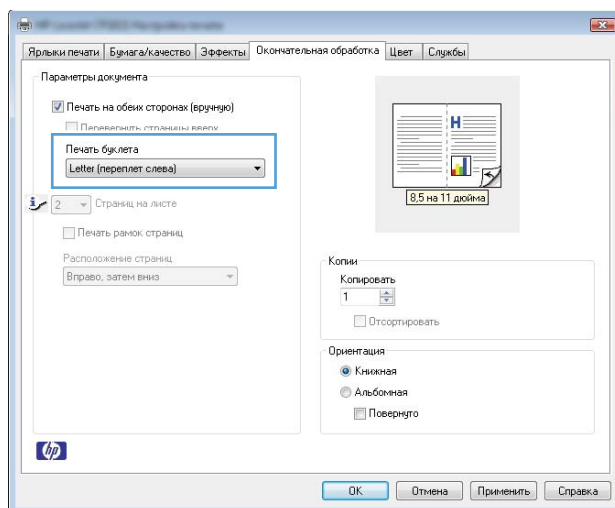 Ярлыки печати
Бумага/качество
Эффекты
Окончательная обработка
Цвет
Службы
Параметры документа
Печать на обеих сторонах (вручную)
Перевернуть страницы вверх
Печать буклета
Letter (переплет слева)
2
Страниц на листе
Печать рамок страниц
Расположение страниц
Вправо, затем вниз
H
8,5 на 11 дюйма
Копии
Копировать
1
Отсортировать
Ориентация
Книжная
Альбомная
Повернуто
hp
OK
Отмена
Применить
Справка